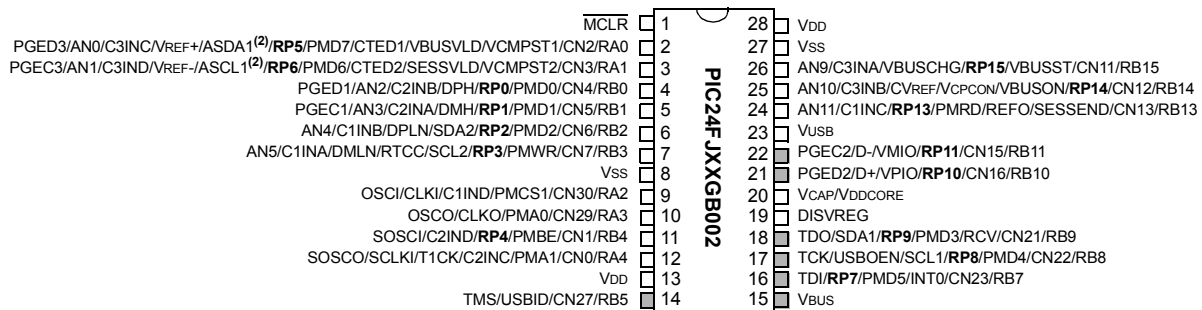 MCLR 1
PGED3/AN0/C3INC/VREF+/ASDA1(2)/RP5/PMD7/CTED1/VBUSVLD/VCMPST1/CN2/RA0 2
PGEC3/AN1/C3IND/VREF-/ASCL1(2)/RP6/PMD6/CTED2/SESSVLD/VCMPST2/CN3/RA1 3
PGED1/AN2/C2INB/DPH/RP0/PMD0/CN4/RB0 4
PGEC1/AN3/C2INA/DMH/RP1/PMD1/CN5/RB1 5
AN4/C1INB/DPLN/SDA2/RP2/PMD2/CN6/RB2 6
AN5/C1INA/DMLN/RTCC/SCL2/RP3/PMWR/CN7/RB3 7
VSS 8
OSCI/CLKI/C1IND/PMCS1/CN30/RA2 9
OSCO/CLKO/PMA0/CN29/RA3 10
SOSCI/C2IND/RP4/PMBE/CN1/RB4 11
SOSCO/SCLKI/T1CK/C2INC/PMA1/CN0/RA4 12
VDD 13
TMS/USBID/CN27/RB5 14
PIC24FJXXGB002
28 VDD
27 VSS
26 AN9/C3INA/VBUSCHG/RP15/VBUSST/CN11/RB15
25 AN10/C3INB/CVREF/VCPCON/VBUSON/RP14/CN12/RB14
24 AN11/C1INC/RP13/PMRD/REFO/SESSEND/CN13/RB13
23 VUSB
22 PGEC2/D-/VMIO/RP11/CN15/RB11
21 PGED2/D+/VPIO/RP10/CN16/RB10
20 VCAP/VDDCORE
19 DISVREG
18 TDO/SDA1/RP9/PMD3/RCV/CN21/RB9
17 TCK/USBOEN/SCL1/RP8/PMD4/CN22/RB8
16 TDI/RP7/PMD5/INT0/CN23/RB7
15 VBUS